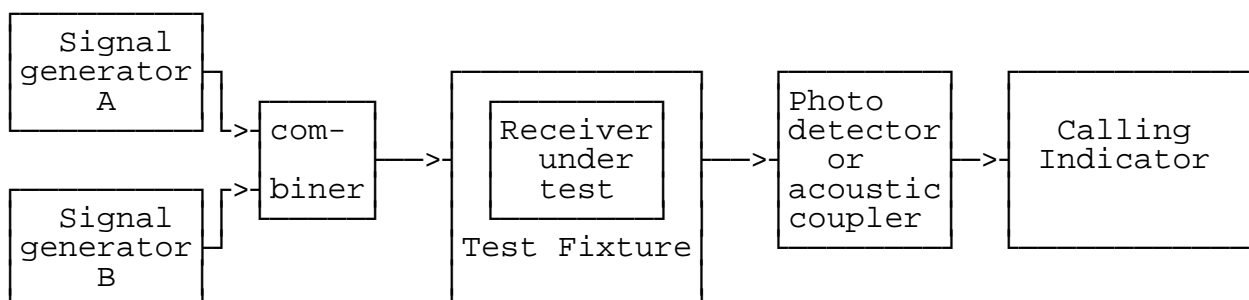 Signal
generator
A
com-
biner
Signal
generator
B
Receiver
under
test
Test Fixture
Photo
detector
or
acoustic
coupler
Calling
Indicator